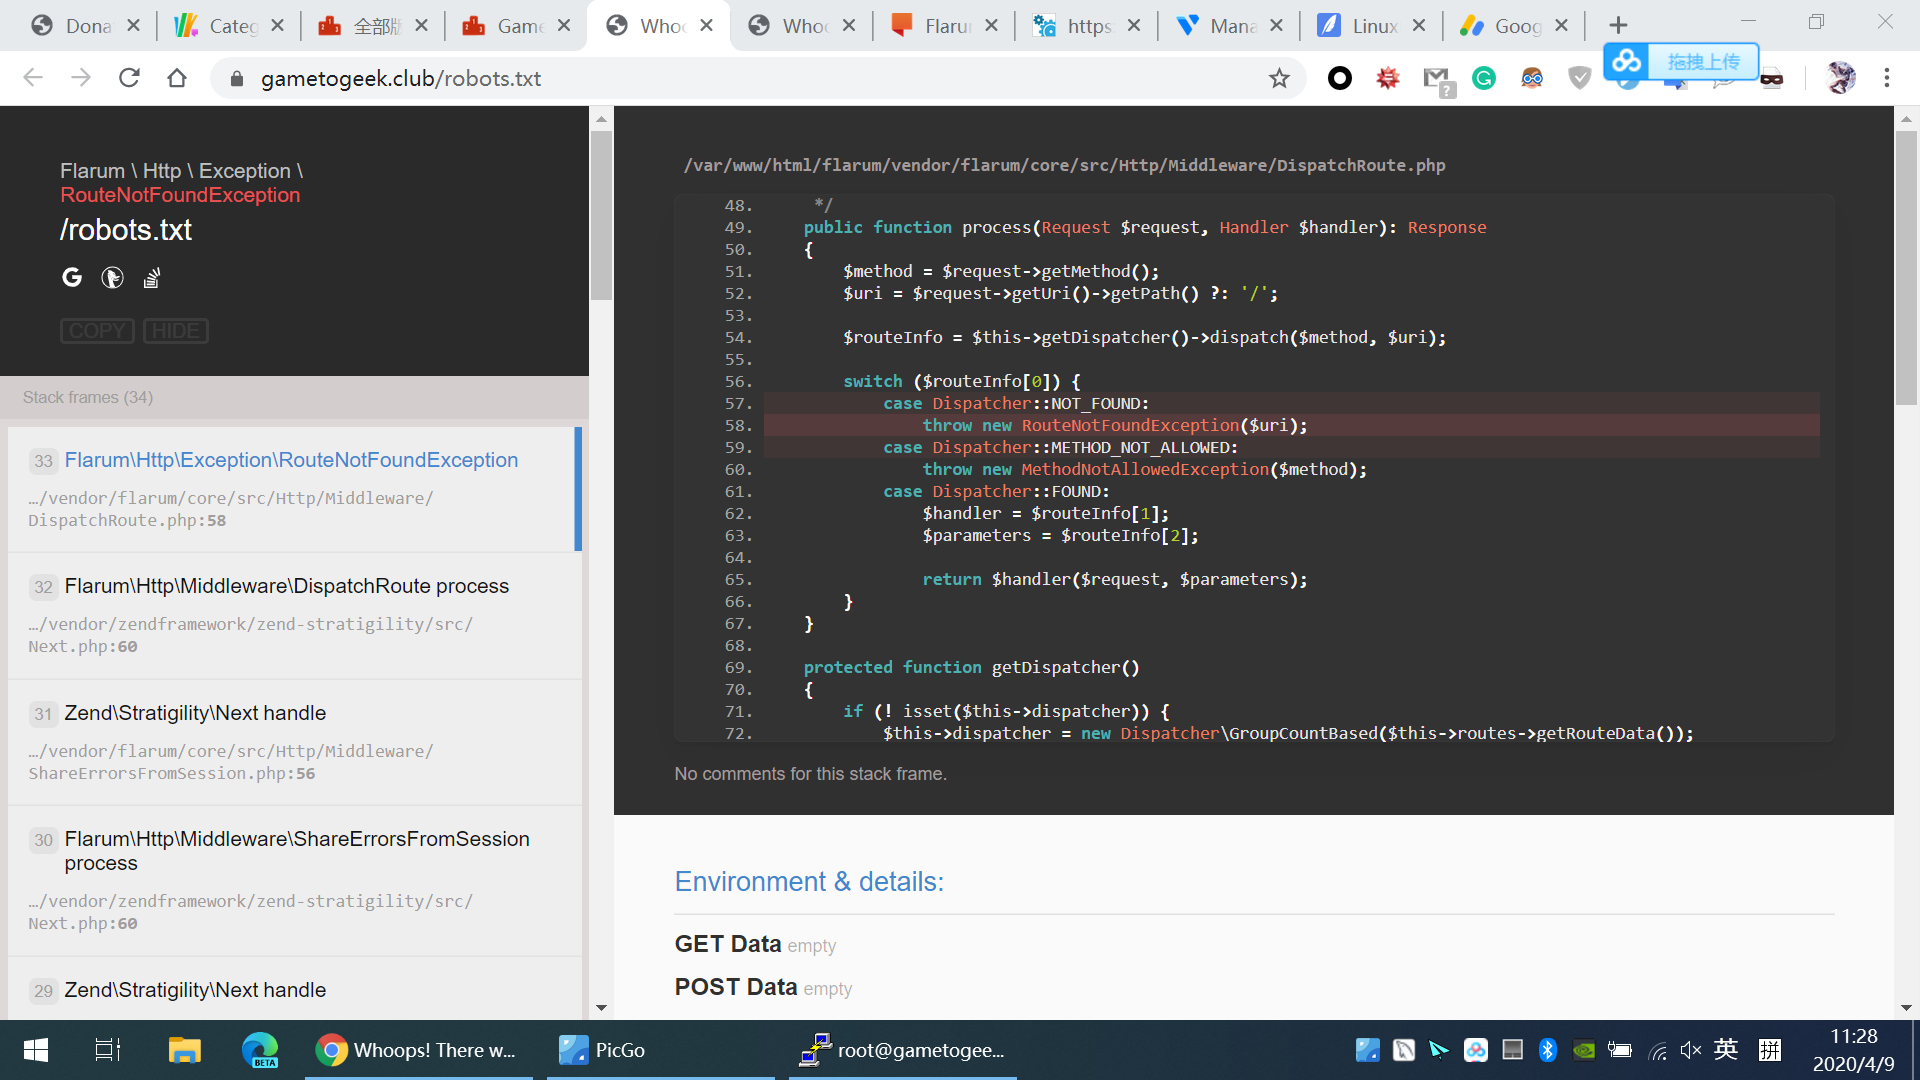 Dona
Categ
全部版
Game
Whoo
Whoo
Flaru
https
Mana
Linux
Goog
gametogeek.club/robots.txt
拖拽上传
Flarum \ Http \ Exception \
RouteNotFoundException
/robots.txt
COPY HIDE
Stack frames (34)
33 Flarum\Http\Exception\RouteNotFoundException
…/vendor/flarum/core/src/Http/Middleware/
DispatchRoute.php:58
32 Flarum\Http\Middleware\DispatchRoute process
…/vendor/zendframework/zend-stratigility/src/
Next.php:60
31 Zend\Stratigility\Next handle
…/vendor/flarum/core/src/Http/Middleware/
ShareErrorsFromSession.php:56
30 Flarum\Http\Middleware\ShareErrorsFromSession
process
…/vendor/zendframework/zend-stratigility/src/
Next.php:60
29 Zend\Stratigility\Next handle
/var/www/html/flarum/vendor/flarum/core/src/Http/Middleware/DispatchRoute.php
48. */
49. public function process(Request $request, Handler $handler): Response
50. {
51. $method = $request->getMethod();
52. $uri = $request->getUri()->getPath() ?: '/';
53.
54. $routeInfo = $this->getDispatcher()->dispatch($method, $uri);
55.
56. switch ($routeInfo[0]) {
57. case Dispatcher::NOT_FOUND:
58. throw new RouteNotFoundException($uri);
59. case Dispatcher::METHOD_NOT_ALLOWED:
60. throw new MethodNotAllowedException($method);
61. case Dispatcher::FOUND:
62. $handler = $routeInfo[1];
63. $parameters = $routeInfo[2];
64.
65. return $handler($request, $parameters);
66. }
67. }
68.
69. protected function getDispatcher()
70. {
71. if (! isset($this->dispatcher)) {
72. $this->dispatcher = new Dispatcher\GroupCountBased($this->routes->getRouteData());
No comments for this stack frame.
Environment & details:
GET Data empty
POST Data empty
BETA
Whoops! There w...
PicGo
root@gametogee...
英
拼
11:28
2020/4/9